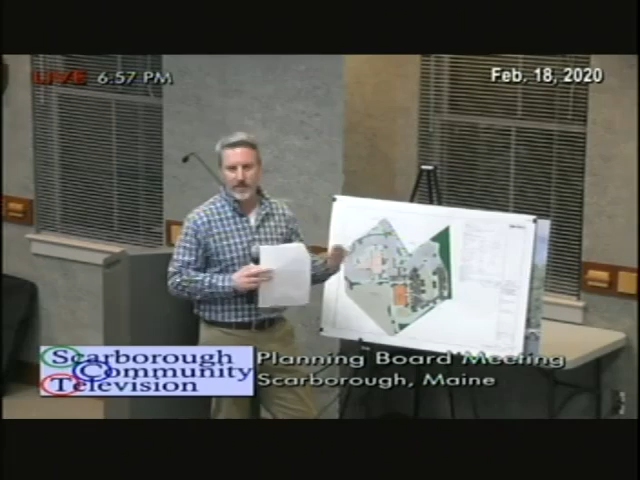 LIVE 6:57 PM
Feb. 18, 2020
Scarborough
Community
Television
Planning Board Meeting
Scarborough, Maine